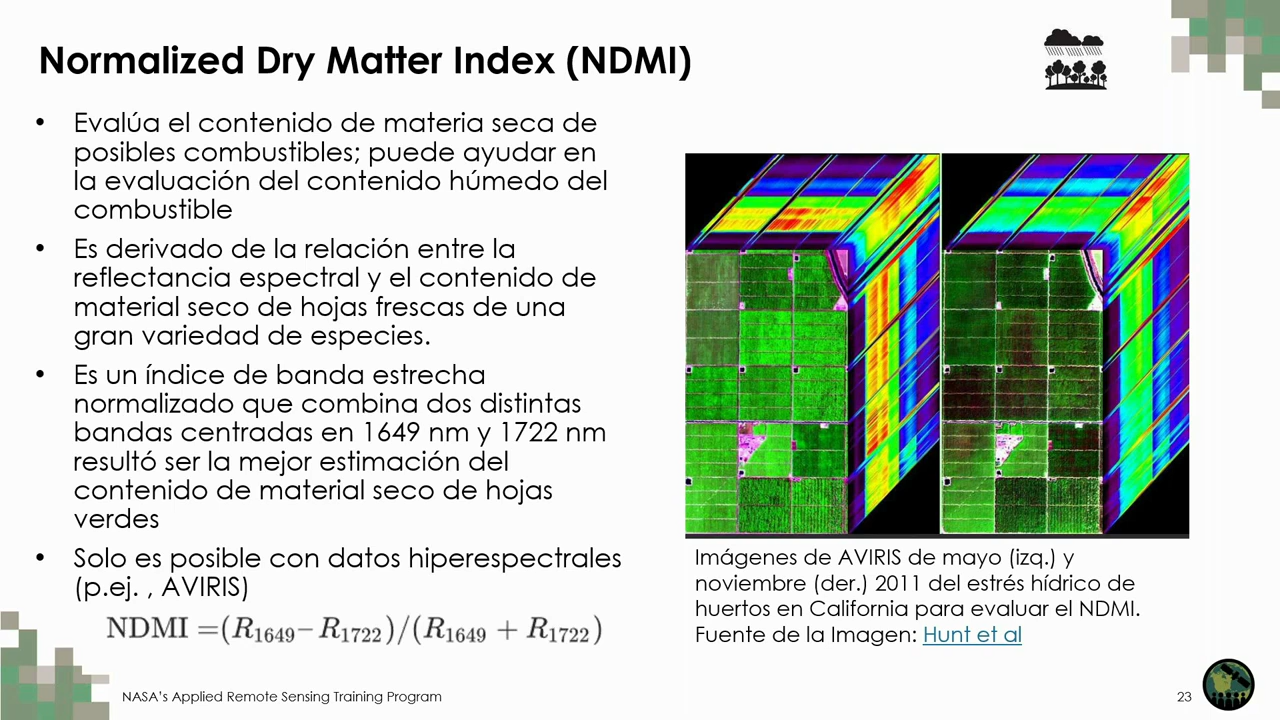 Normalized Dry Matter Index (NDMI)
• Evalúa el contenido de materia seca de
posibles combustibles; puede ayudar en
la evaluación del contenido húmedo del
combustible
• Es derivado de la relación entre la
reflectancia espectral y el contenido de
material seco de hojas frescas de una
gran variedad de especies.
• Es un índice de banda estrecha
normalizado que combina dos distintas
bandas centradas en 1649 nm y 1722 nm
resultó ser la mejor estimación del
contenido de material seco de hojas
verdes
• Solo es posible con datos hiperespectrales
(p.ej. , AVIRIS)
NDMI =(R1649−R1722)/(R1649 + R1722)
Imágenes de AVIRIS de mayo (izq.) y
noviembre (der.) 2011 del estrés hídrico de
huertos en California para evaluar el NDMI.
Fuente de la Imagen: Hunt et al
NASA's Applied Remote Sensing Training Program
23